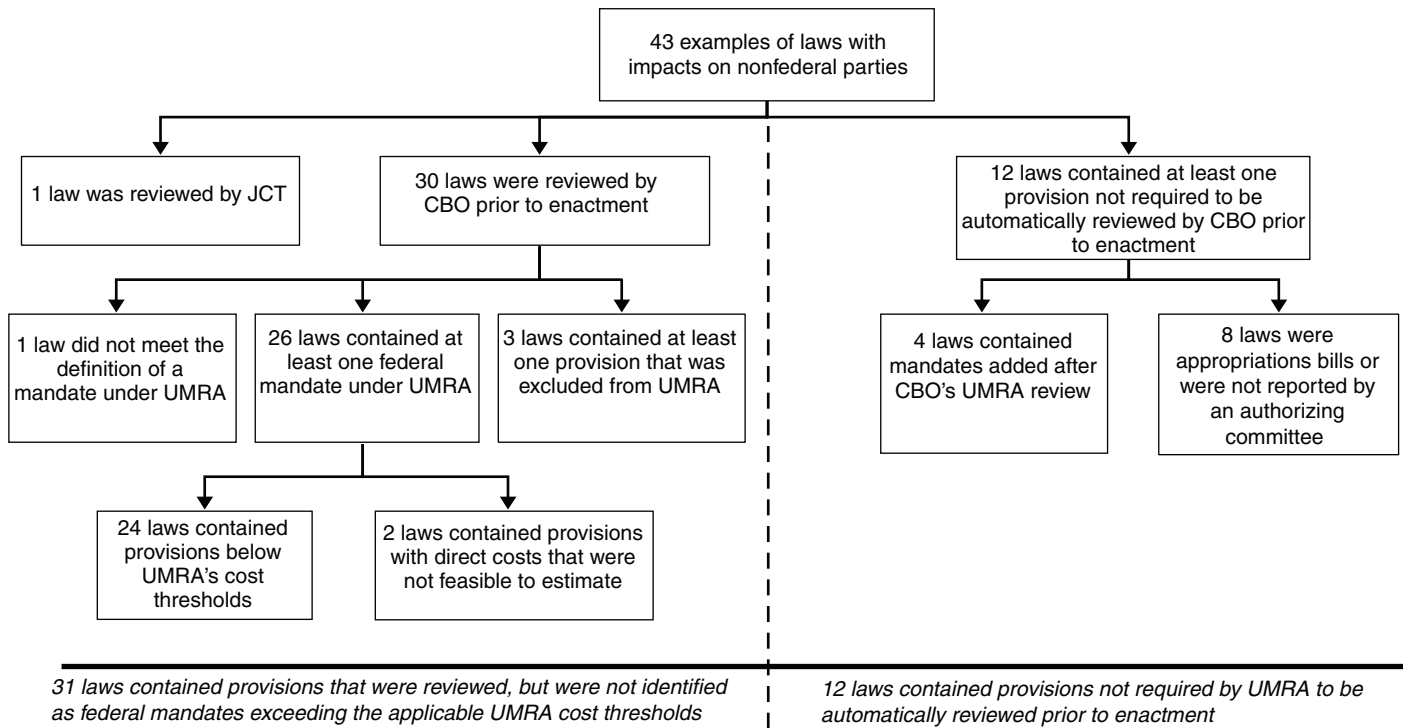 43 examples of laws with
impacts on nonfederal parties
1 law was reviewed by JCT
30 laws were reviewed by
CBO prior to enactment
12 laws contained at least one
provision not required to be
automatically reviewed by CBO prior
to enactment
1 law did not meet the
definition of a
mandate under UMRA
26 laws contained at
least one federal
mandate under UMRA
3 laws contained at least
one provision that was
excluded from UMRA
4 laws contained
mandates added after
CBO's UMRA review
8 laws were
appropriations bills or
were not reported by
an authorizing
committee
24 laws contained
provisions below
UMRA's cost
thresholds
2 laws contained provisions
with direct costs that were
not feasible to estimate
31 laws contained provisions that were reviewed, but were not identified
as federal mandates exceeding the applicable UMRA cost thresholds
12 laws contained provisions not required by UMRA to be
automatically reviewed prior to enactment